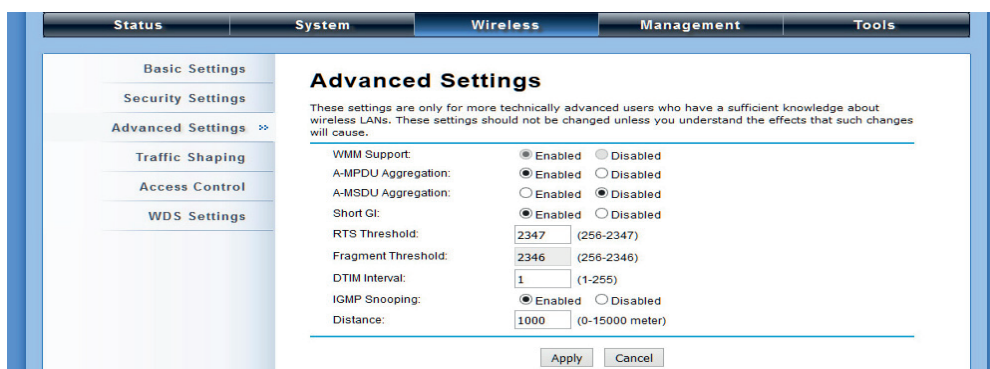 Status System Wireless Management Tools
Basic Settings
Security Settings
Advanced Settings »
Traffic Shaping
Access Control
WDS Settings
Advanced Settings
These settings are only for more technically advanced users who have a sufficient knowledge about
wireless LANs. These settings should not be changed unless you understand the effects that such changes
will cause.
WMM Support: Enabled Disabled
A-MPDU Aggregation: Enabled Disabled
A-MSDU Aggregation: Enabled Disabled
Short GI: Enabled Disabled
RTS Threshold: 2347 (256-2347)
Fragment Threshold: 2346 (256-2346)
DTIM Interval: 1 (1-255)
IGMP Snooping: Enabled Disabled
Distance: 1000 (0-15000 meter)
Apply Cancel